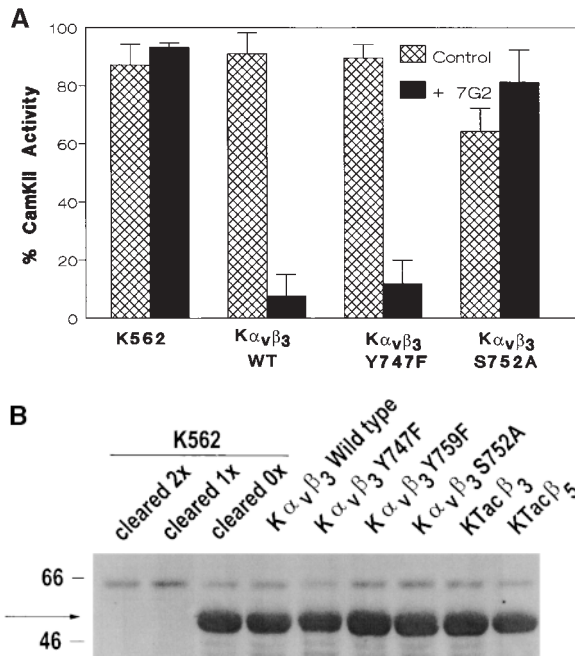 A
% CamKII Activity
100
80
60
40
20
0
Control
+ 7G2
K562
Kαvβ3
WT
Kαvβ3
Y747F
Kαvβ3
S752A
B
K562
cleared 2x
cleared 1x
cleared 0x
Kαvβ3 Wild type
Kαvβ3 Y747F
Kαvβ3 Y759F
Kαvβ3 S752A
KTacβ3
KTacβ5
66
46